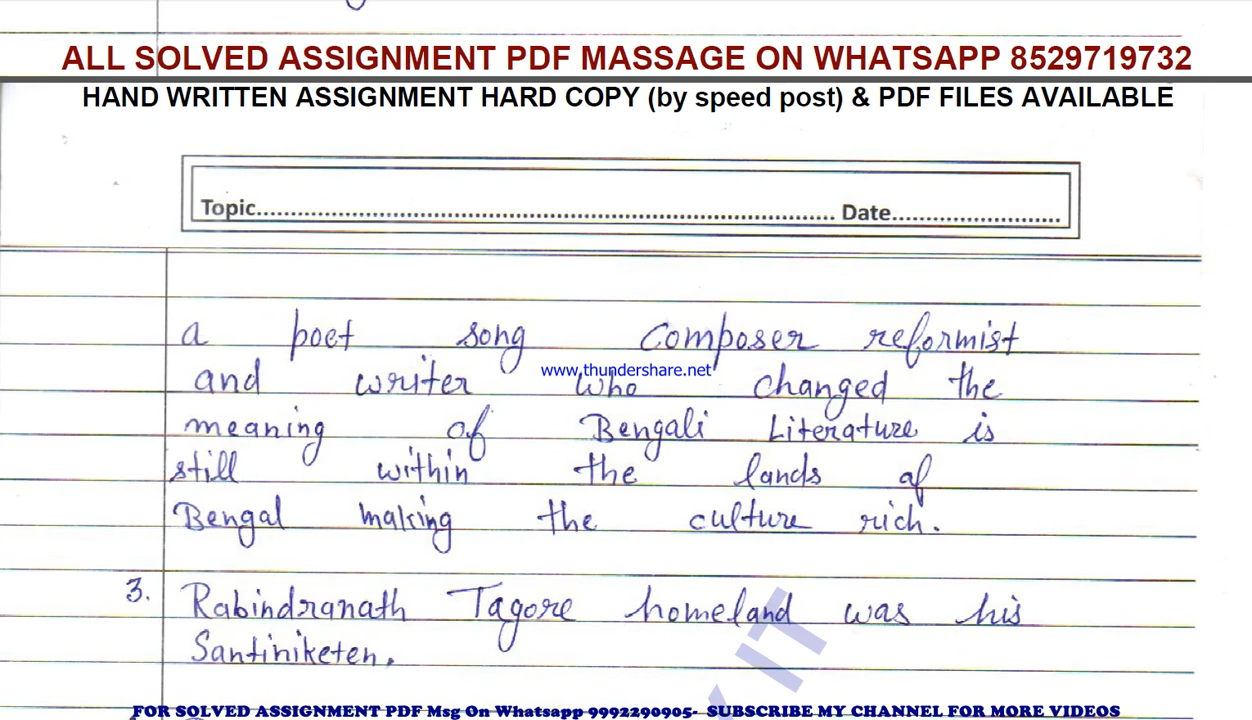 ALL SOLVED ASSIGNMENT PDF MASSAGE ON WHATSAPP 8529719732
HAND WRITTEN ASSIGNMENT HARD COPY (by speed post) & PDF FILES AVAILABLE
Topic.......................................................................................... Date.........................
a poet song composer reformist
www.thundershare.net
and writer who changed the
meaning of Bengali Literature is
still within the lands of
Bengal making the culture rich.
3. Rabindranath Tagore homeland was his
Santiniketen.
IT
FOR SOLVED ASSIGNMENT PDF Msg On Whatsapp 9992290905- SUBSCRIBE MY CHANNEL FOR MORE VIDEOS